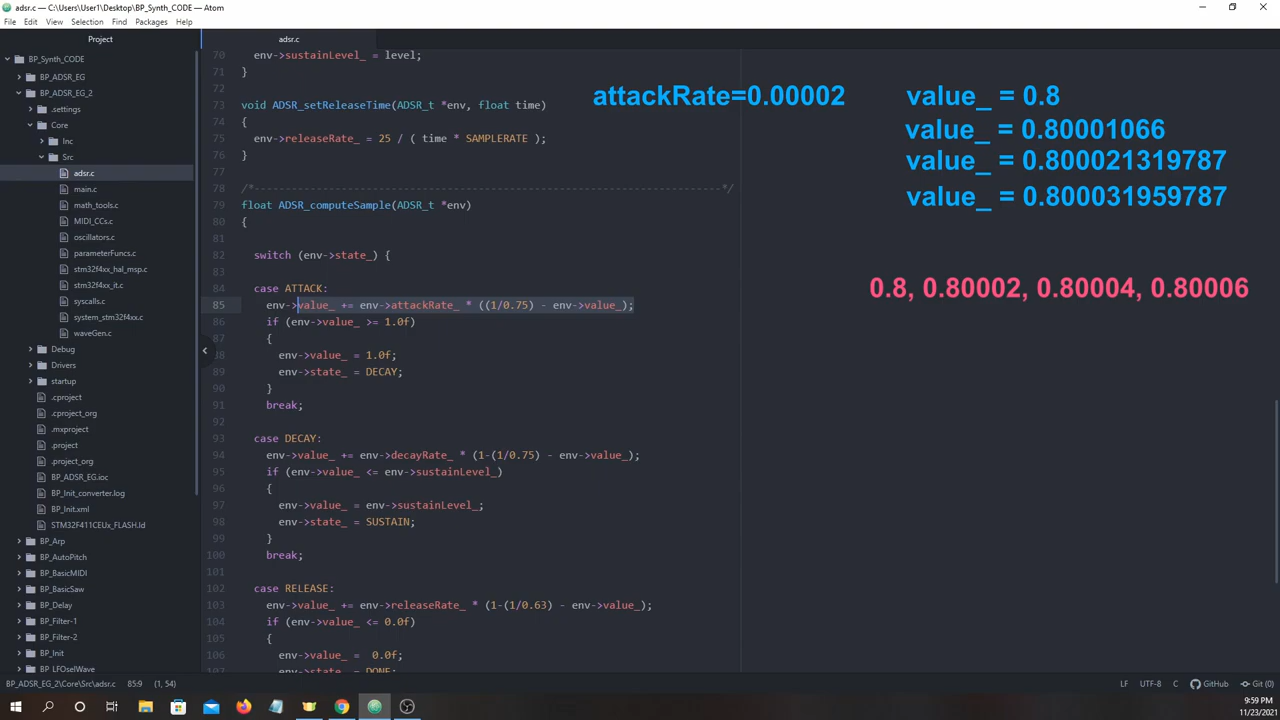 adsr.c — C:\Users\User1\Desktop\BP_Synth_CODE — Atom
File Edit View Selection Find Packages Help
Project
adsr.c
BP_Synth_CODE
BP_ADSR_EG
BP_ADSR_EG_2
.settings
Core
Inc
Src
adsr.c
main.c
math_tools.c
MIDI_CCs.c
oscillators.c
parameterFuncs.c
stm32f4xx_hal_msp.c
stm32f4xx_it.c
syscalls.c
system_stm32f4xx.c
waveGen.c
Debug
Drivers
startup
.cproject
.cproject_org
.mxproject
.project
.project_org
BP_ADSR_EG.ioc
BP_Init_converter.log
BP_Init.xml
STM32F411CEUx_FLASH.ld
BP_Arp
BP_AutoPitch
BP_BasicMIDI
BP_BasicSaw
BP_Delay
BP_Filter-1
BP_Filter-2
BP_Init
BP_LFOselWave
70 env->sustainLevel_ = level;
71 }
72
73 void ADSR_setReleaseTime(ADSR_t *env, float time)
74 {
75 env->releaseRate_ = 25 / ( time * SAMPLERATE );
76 }
77
78 /*---------------------------------------------------------------------------*/
79 float ADSR_computeSample(ADSR_t *env)
80 {
81
82 switch (env->state_) {
83
84 case ATTACK:
85 env->value_ += env->attackRate_ * ((1/0.75) - env->value_);
86 if (env->value_ >= 1.0f)
87 {
88 env->value_ = 1.0f;
89 env->state_ = DECAY;
90 }
91 break;
92
93 case DECAY:
94 env->value_ += env->decayRate_ * (1-(1/0.75) - env->value_);
95 if (env->value_ <= env->sustainLevel_)
96 {
97 env->value_ = env->sustainLevel_;
98 env->state_ = SUSTAIN;
99 }
100 break;
101
102 case RELEASE:
103 env->value_ += env->releaseRate_ * (1-(1/0.63) - env->value_);
104 if (env->value_ <= 0.0f)
105 {
106 env->value_ = 0.0f;
107 env->state_ = DONE;
attackRate=0.00002
value_ = 0.8
value_ = 0.80001066
value_ = 0.800021319787
value_ = 0.800031959787
0.8, 0.80002, 0.80004, 0.80006
BP_ADSR_EG_2\Core\Src\adsr.c 85:9 (1, 54)
LF UTF-8 C GitHub Git (0)
9:59 PM
11/23/2021